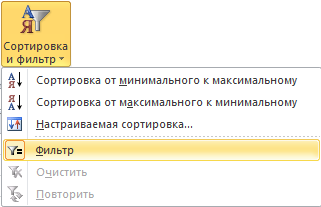 Сортировка
и фильтр
Сортировка от минимального к максимальному
Сортировка от максимального к минимальному
Настраиваемая сортировка...
Фильтр
Очистить
Повторить